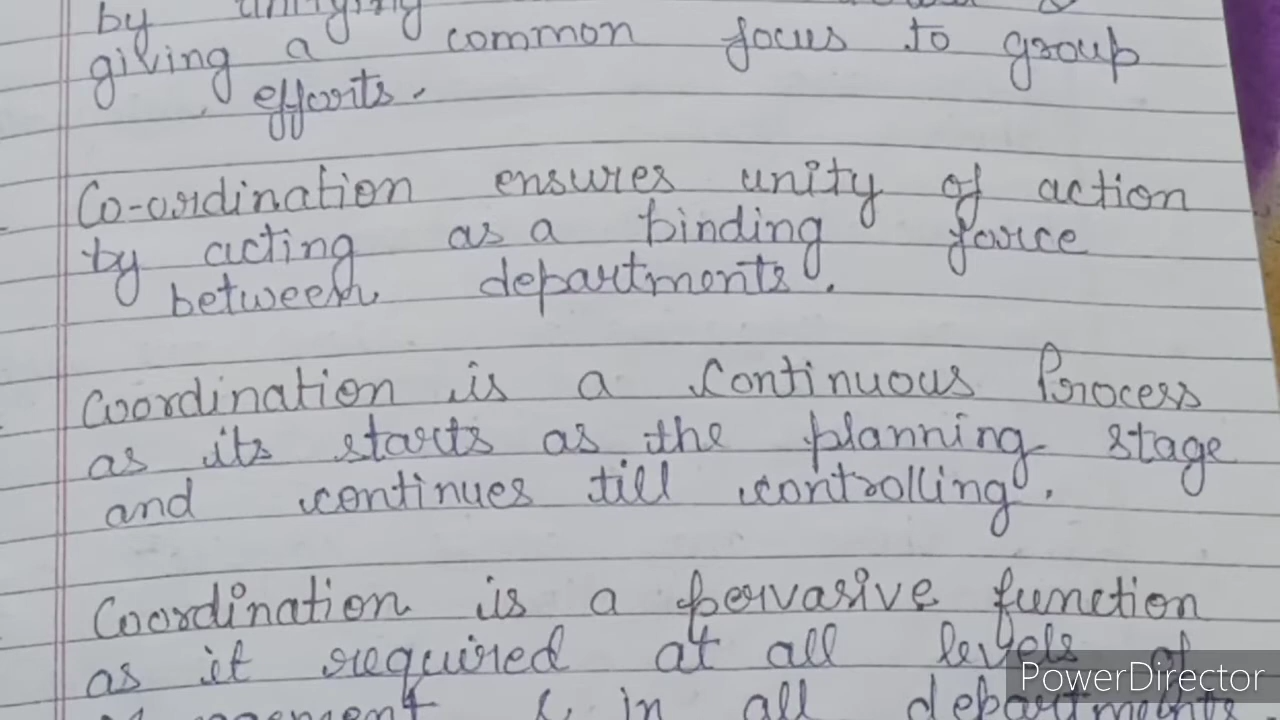 by unifying
giving a common focus to group
efforts.
Co-ordination ensures unity of action
by acting as a binding force
between departments.
Coordination is a continuous Process
as its starts as the planning stage
and continues till controlling.
Coordination is a pervasive function
as it required at all levels of
in all departments
PowerDirector